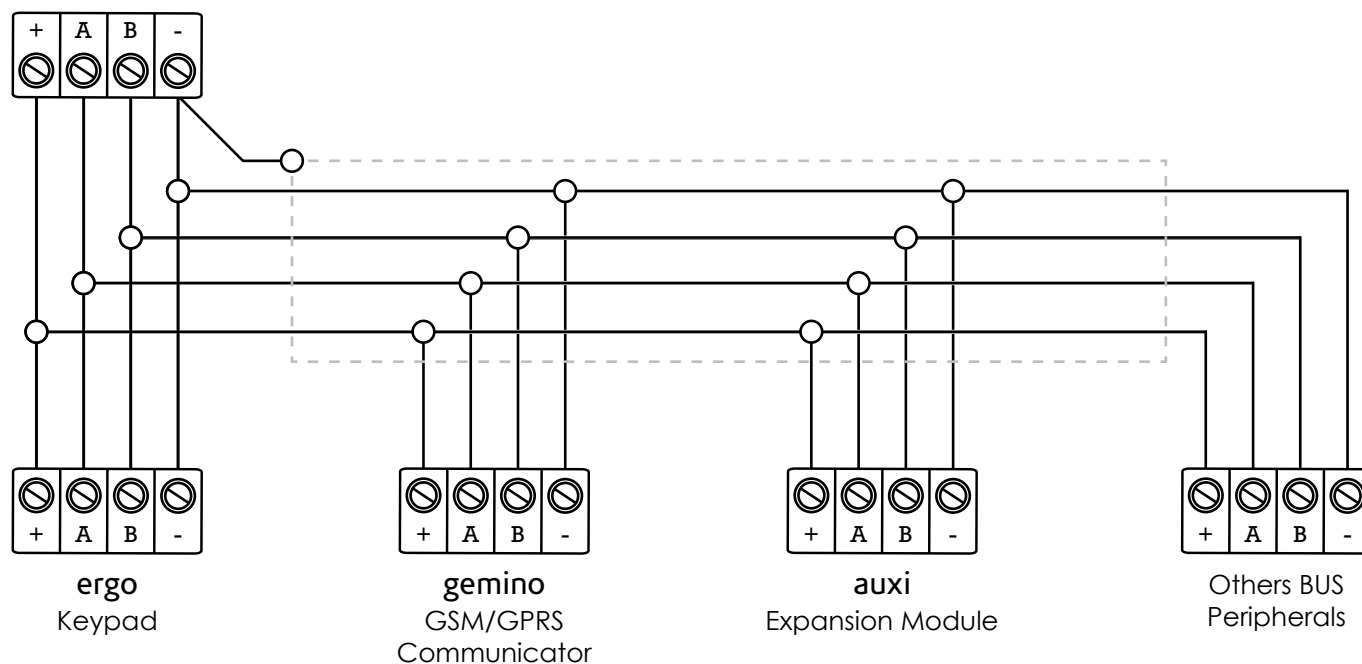 + A B -
+ A B - + A B - + A B - + A B -
ergo gemino auxi Others BUS
Keypad GSM/GPRS Expansion Module Peripherals
Communicator